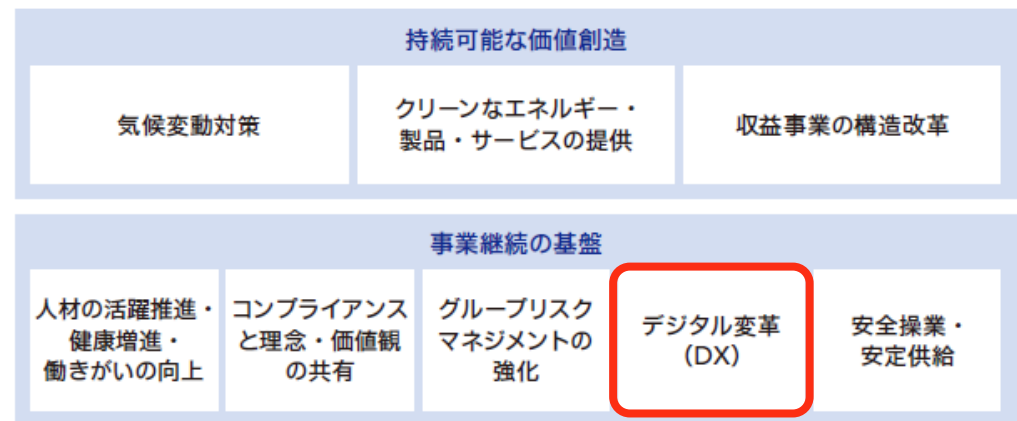 持続可能な価値創造
気候変動対策
クリーンなエネルギー・
製品・サービスの提供
収益事業の構造改革
事業継続の基盤
人材の活躍推進・
健康増進・
働きがいの向上
コンプライアンス
と理念・価値観
の共有
グループリスク
マネジメントの
強化
デジタル変革
(DX)
安全操業・
安定供給